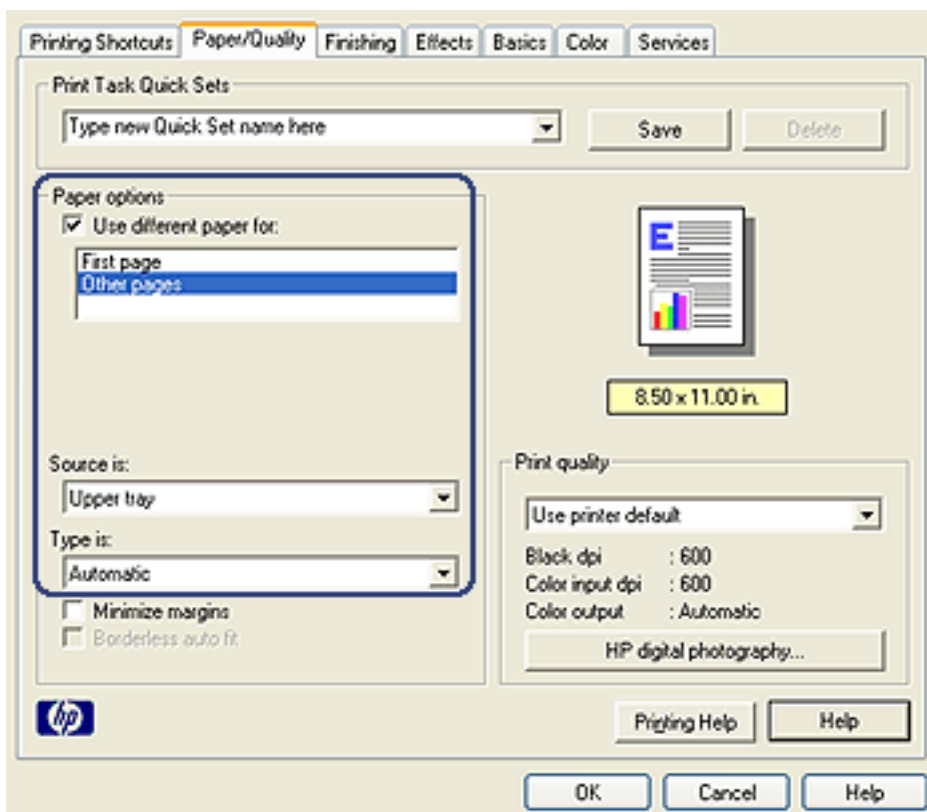 Printing Shortcuts Paper/Quality Finishing Effects Basics Color Services
Print Task Quick Sets
Type new Quick Set name here Save Delete
Paper options
Use different paper for:
First page
Other pages
E
8.50 x 11.00 in.
Source is:
Upper tray
Type is:
Automatic
Minimize margins
Borderless auto fit
Print quality
Use printer default
Black dpi : 600
Color input dpi : 600
Color output : Automatic
HP digital photography...
hp
Printing Help Help
OK Cancel Help